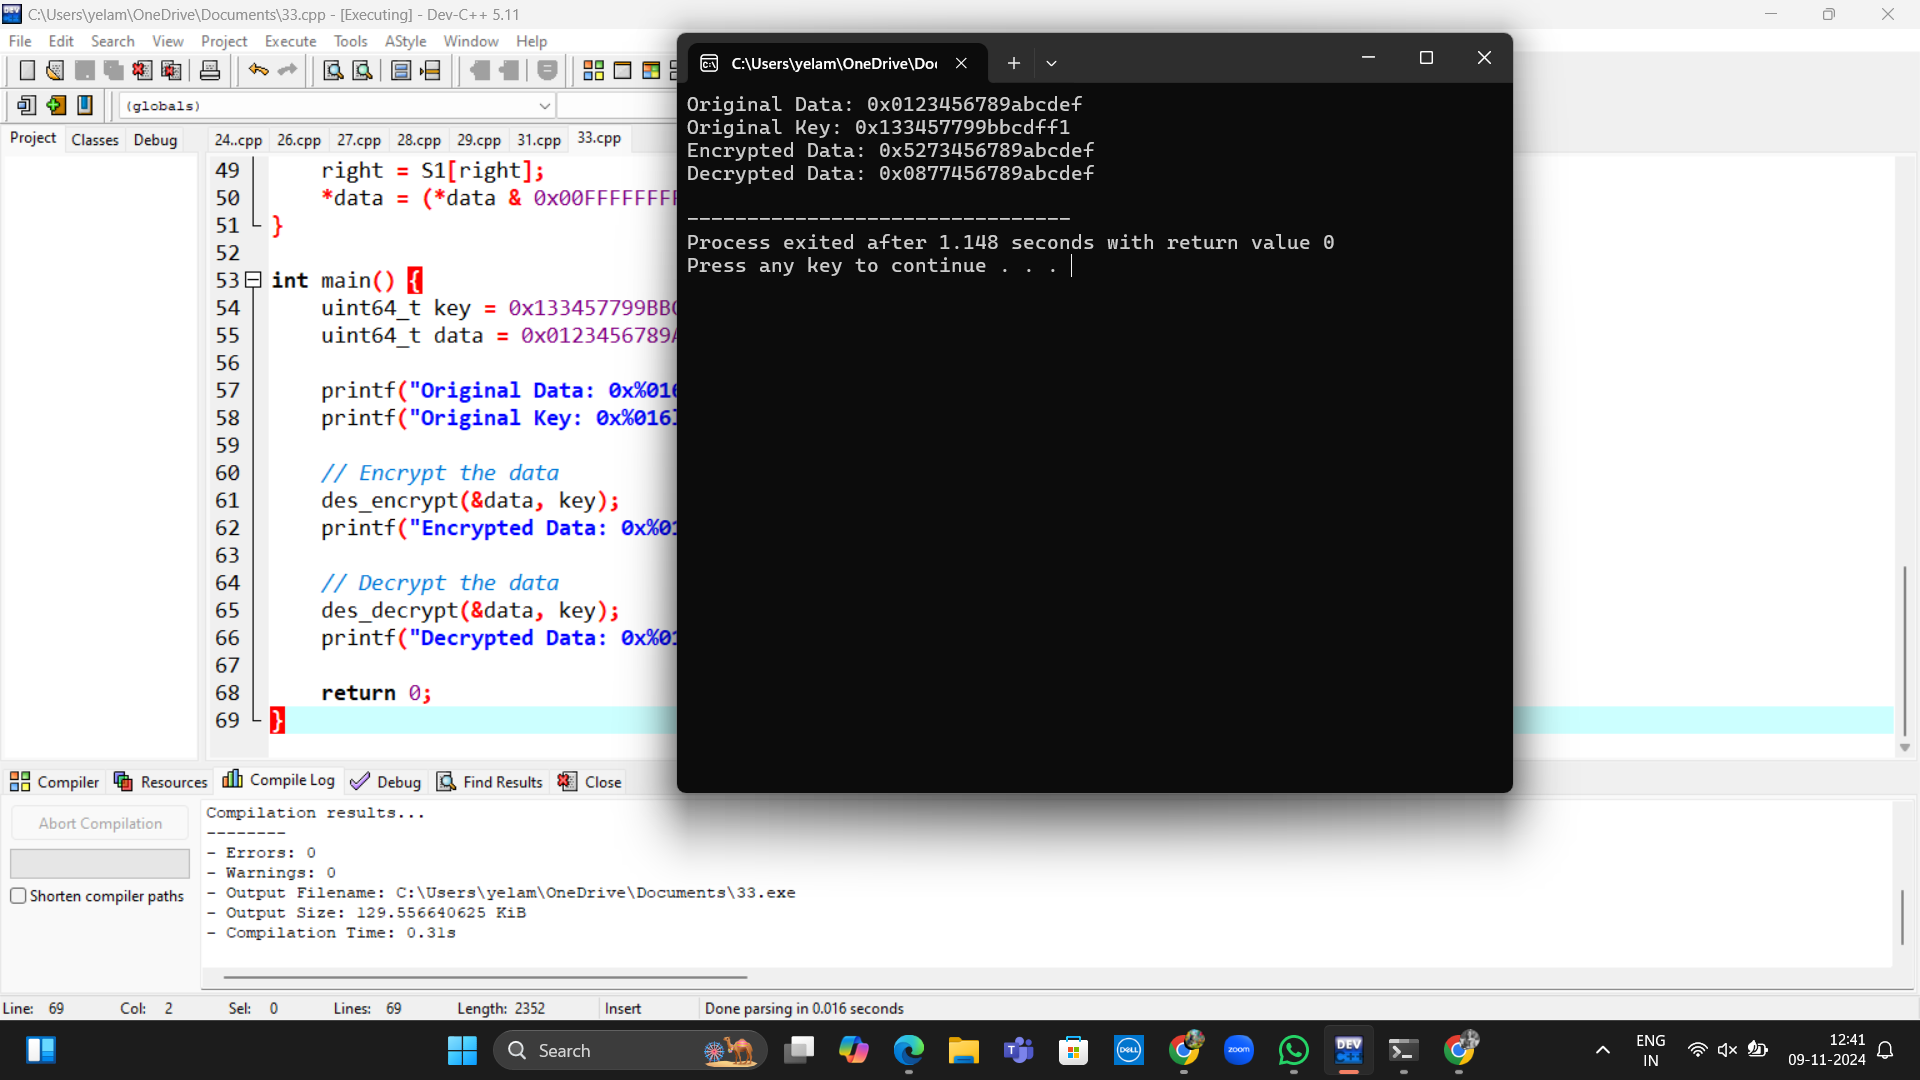 C:\Users\yelam\OneDrive\Documents\33.cpp - [Executing] - Dev-C++ 5.11
File Edit Search View Project Execute Tools AStyle Window Help
(globals)
Project Classes Debug
24..cpp 26.cpp 27.cpp 28.cpp 29.cpp 31.cpp 33.cpp
49 right = S1[right];
50 *data = (*data & 0x00FFFFFFF
51 }
52
53 int main() {
54 uint64_t key = 0x133457799BB
55 uint64_t data = 0x0123456789A
56
57 printf("Original Data: 0x%016
58 printf("Original Key: 0x%016l
59
60 // Encrypt the data
61 des_encrypt(&data, key);
62 printf("Encrypted Data: 0x%01
63
64 // Decrypt the data
65 des_decrypt(&data, key);
66 printf("Decrypted Data: 0x%01
67
68 return 0;
69 }
C:\Users\yelam\OneDrive\Do
Original Data: 0x0123456789abcdef
Original Key: 0x133457799bbcdff1
Encrypted Data: 0x5273456789abcdef
Decrypted Data: 0x0877456789abcdef
--------------------------------
Process exited after 1.148 seconds with return value 0
Press any key to continue . . .
Compiler Resources Compile Log Debug Find Results Close
Abort Compilation
Shorten compiler paths
Compilation results...
--------
- Errors: 0
- Warnings: 0
- Output Filename: C:\Users\yelam\OneDrive\Documents\33.exe
- Output Size: 129.556640625 KiB
- Compilation Time: 0.31s
Line: 69 Col: 2 Sel: 0 Lines: 69 Length: 2352 Insert Done parsing in 0.016 seconds
Search
DELL
zoom
DEV C++
ENG
IN
12:41
09-11-2024